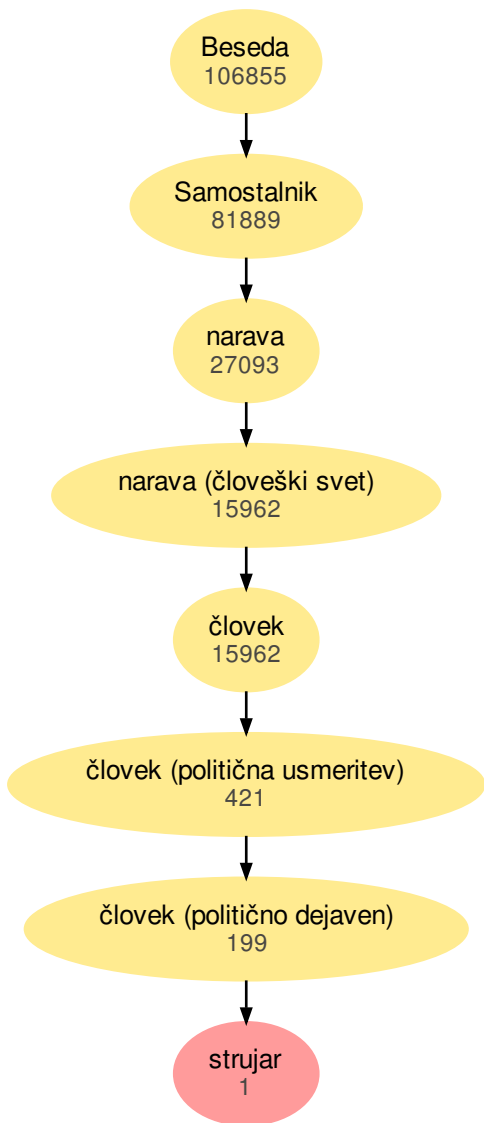 Beseda
106855
Samostalnik
81889
narava
27093
narava (človeški svet)
15962
človek
15962
človek (politična usmeritev)
421
človek (politično dejaven)
199
strujar
1